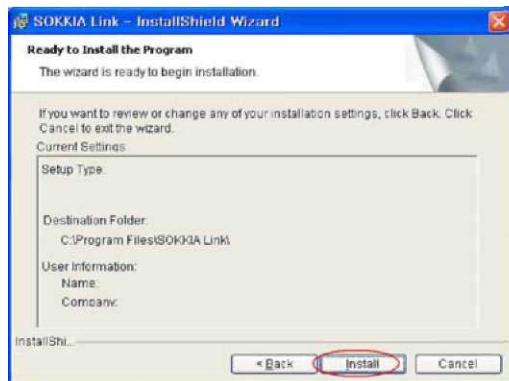 SOKKIA Link - InstallShield Wizard
Ready to Install the Program
The wizard is ready to begin installation.
If you want to review or change any of your installation settings, click Back. Click
Cancel to exit the wizard.
Current Settings:
Setup Type:
Destination Folder:
C:\Program Files\SOKKIA Link\
User Information:
Name:
Company:
InstallShi...
< Back
Install
Cancel